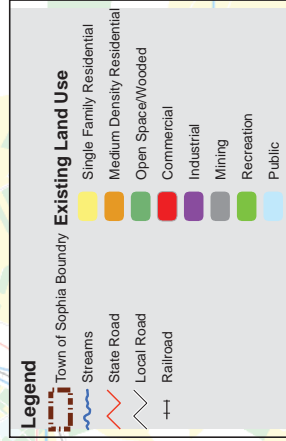 Legend
Town of Sophia Boundry
Streams
State Road
Local Road
Railroad
Existing Land Use
Single Family Residential
Medium Density Residential
Open Space/Wooded
Commercial
Industrial
Mining
Recreation
Public